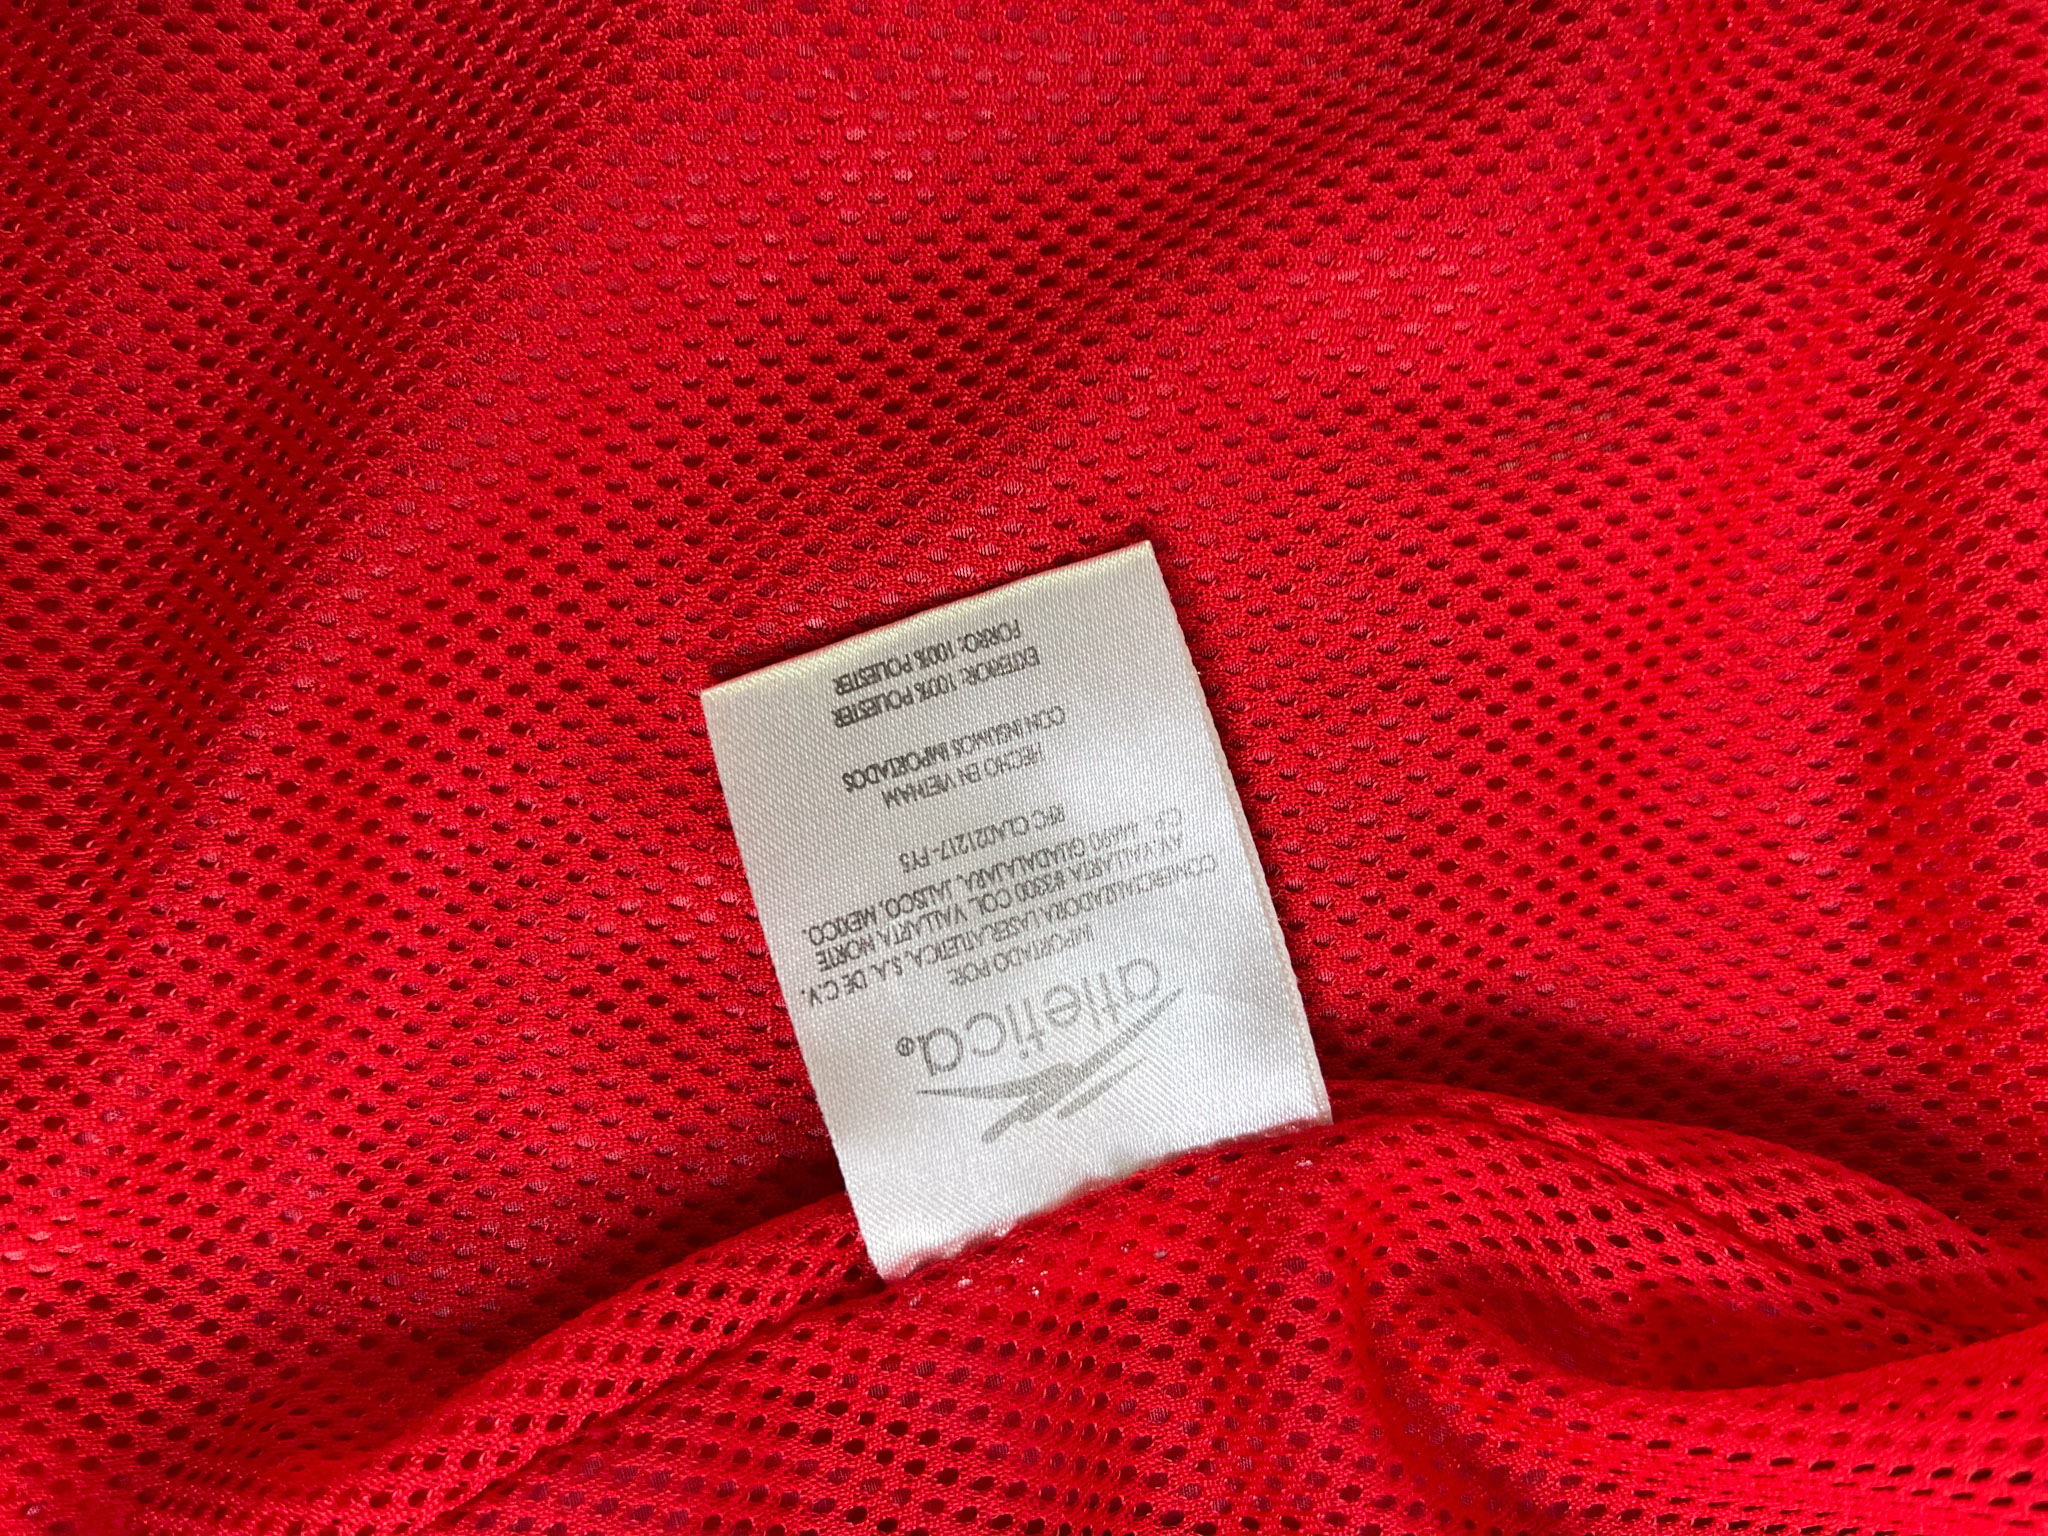 atletica®
IMPORTADO POR:
COMERCIALIZADORA LASER ATLETICA, S.A. DE C.V.
AV. VALLARTA #3300 COL. VALLARTA NORTE
CP. 44690 GUADALAJARA, JALISCO, MEXICO.
RFC CLA021217-FY5
HECHO EN VIETNAM
CON INSUMOS IMPORTADOS
EXTERIOR: 100% POLIESTER
FORRO: 100% POLIESTER